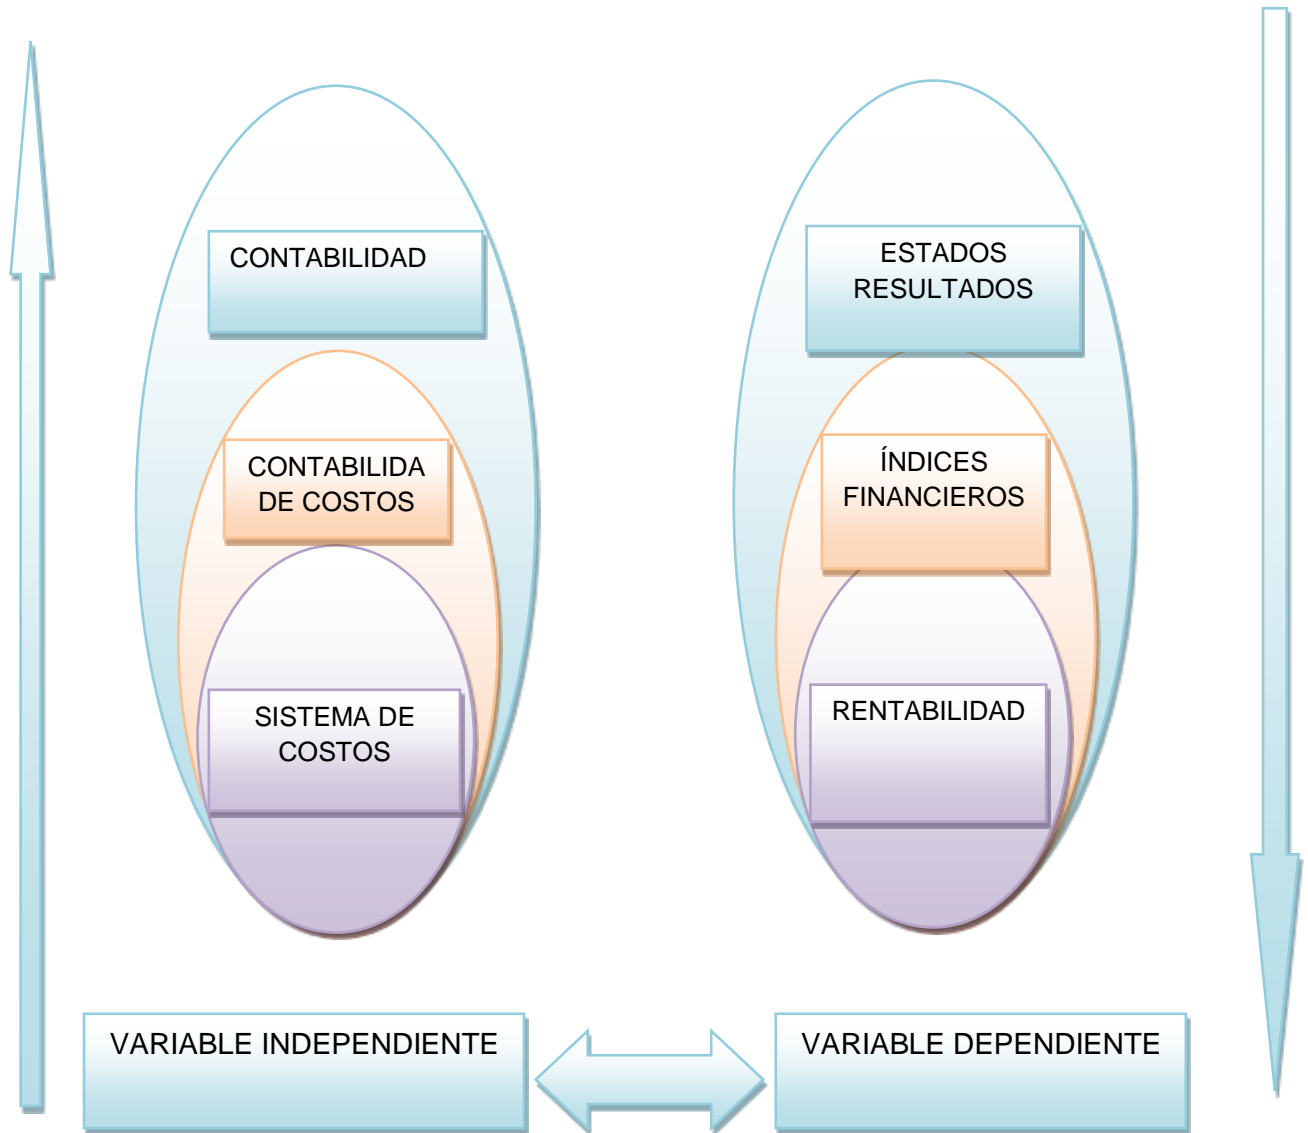 CONTABILIDAD
CONTABILIDA
DE COSTOS
SISTEMA DE
COSTOS
ESTADOS
RESULTADOS
ÍNDICES
FINANCIEROS
RENTABILIDAD
VARIABLE INDEPENDIENTE
VARIABLE DEPENDIENTE